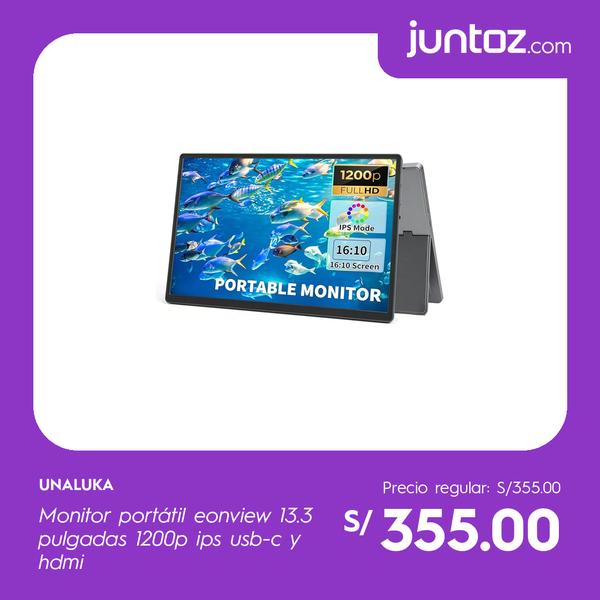 juntoz.com
1200p
FULL HD
IPS Mode
16:10
16:10 Screen
PORTABLE MONITOR
UNALUKA
Monitor portátil eonview 13.3
pulgadas 1200p ips usb-c y
hdmi
Precio regular: S/355.00
S/ 355.00